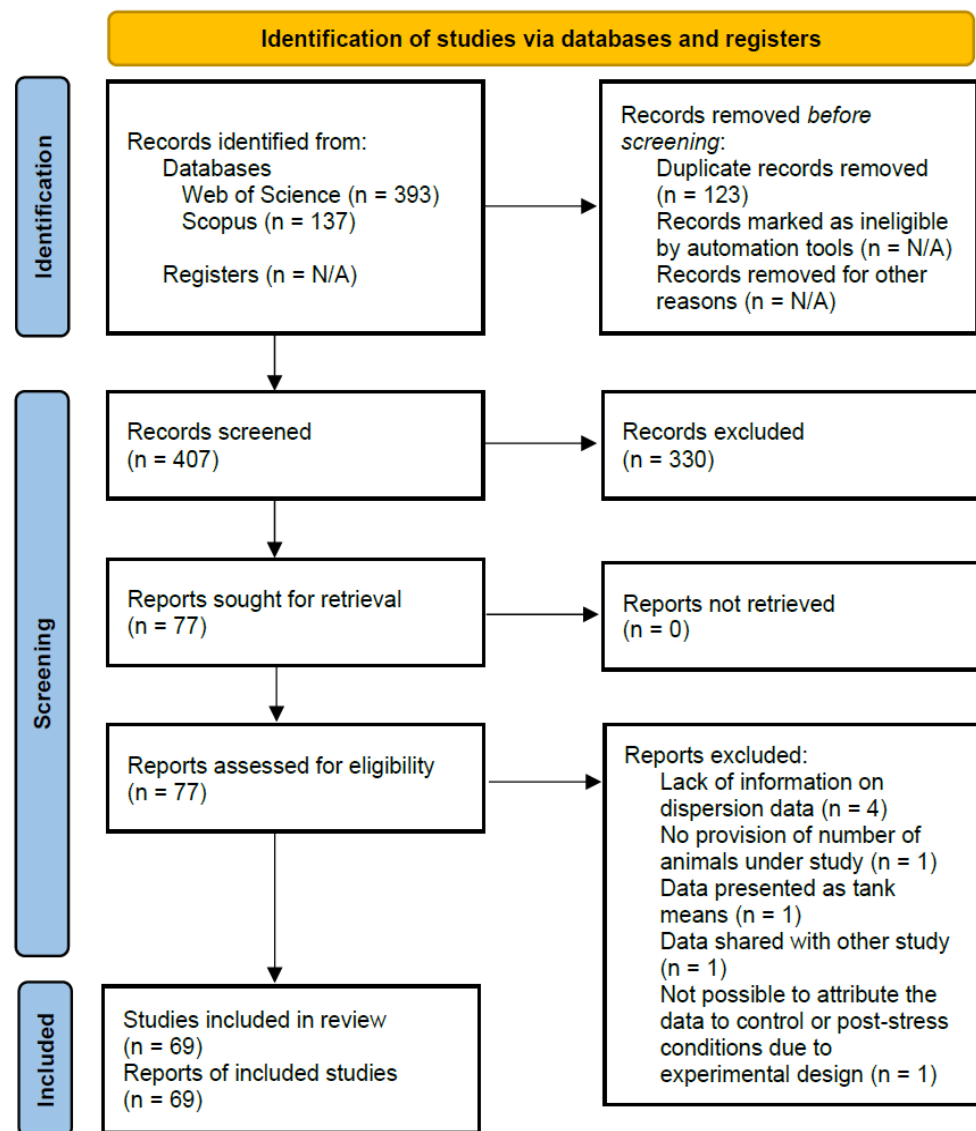 Identification of studies via databases and registers
Identification
Records identified from:
Databases
Web of Science (n = 393)
Scopus (n = 137)
Registers (n = N/A)
Records removed before
screening:
Duplicate records removed
(n = 123)
Records marked as ineligible
by automation tools (n = N/A)
Records removed for other
reasons (n = N/A)
Screening
Records screened
(n = 407)
Records excluded
(n = 330)
Reports sought for retrieval
(n = 77)
Reports not retrieved
(n = 0)
Reports assessed for eligibility
(n = 77)
Reports excluded:
Lack of information on
dispersion data (n = 4)
No provision of number of
animals under study (n = 1)
Data presented as tank
means (n = 1)
Data shared with other study
(n = 1)
Not possible to attribute the
data to control or post-stress
conditions due to
experimental design (n = 1)
Included
Studies included in review
(n = 69)
Reports of included studies
(n = 69)